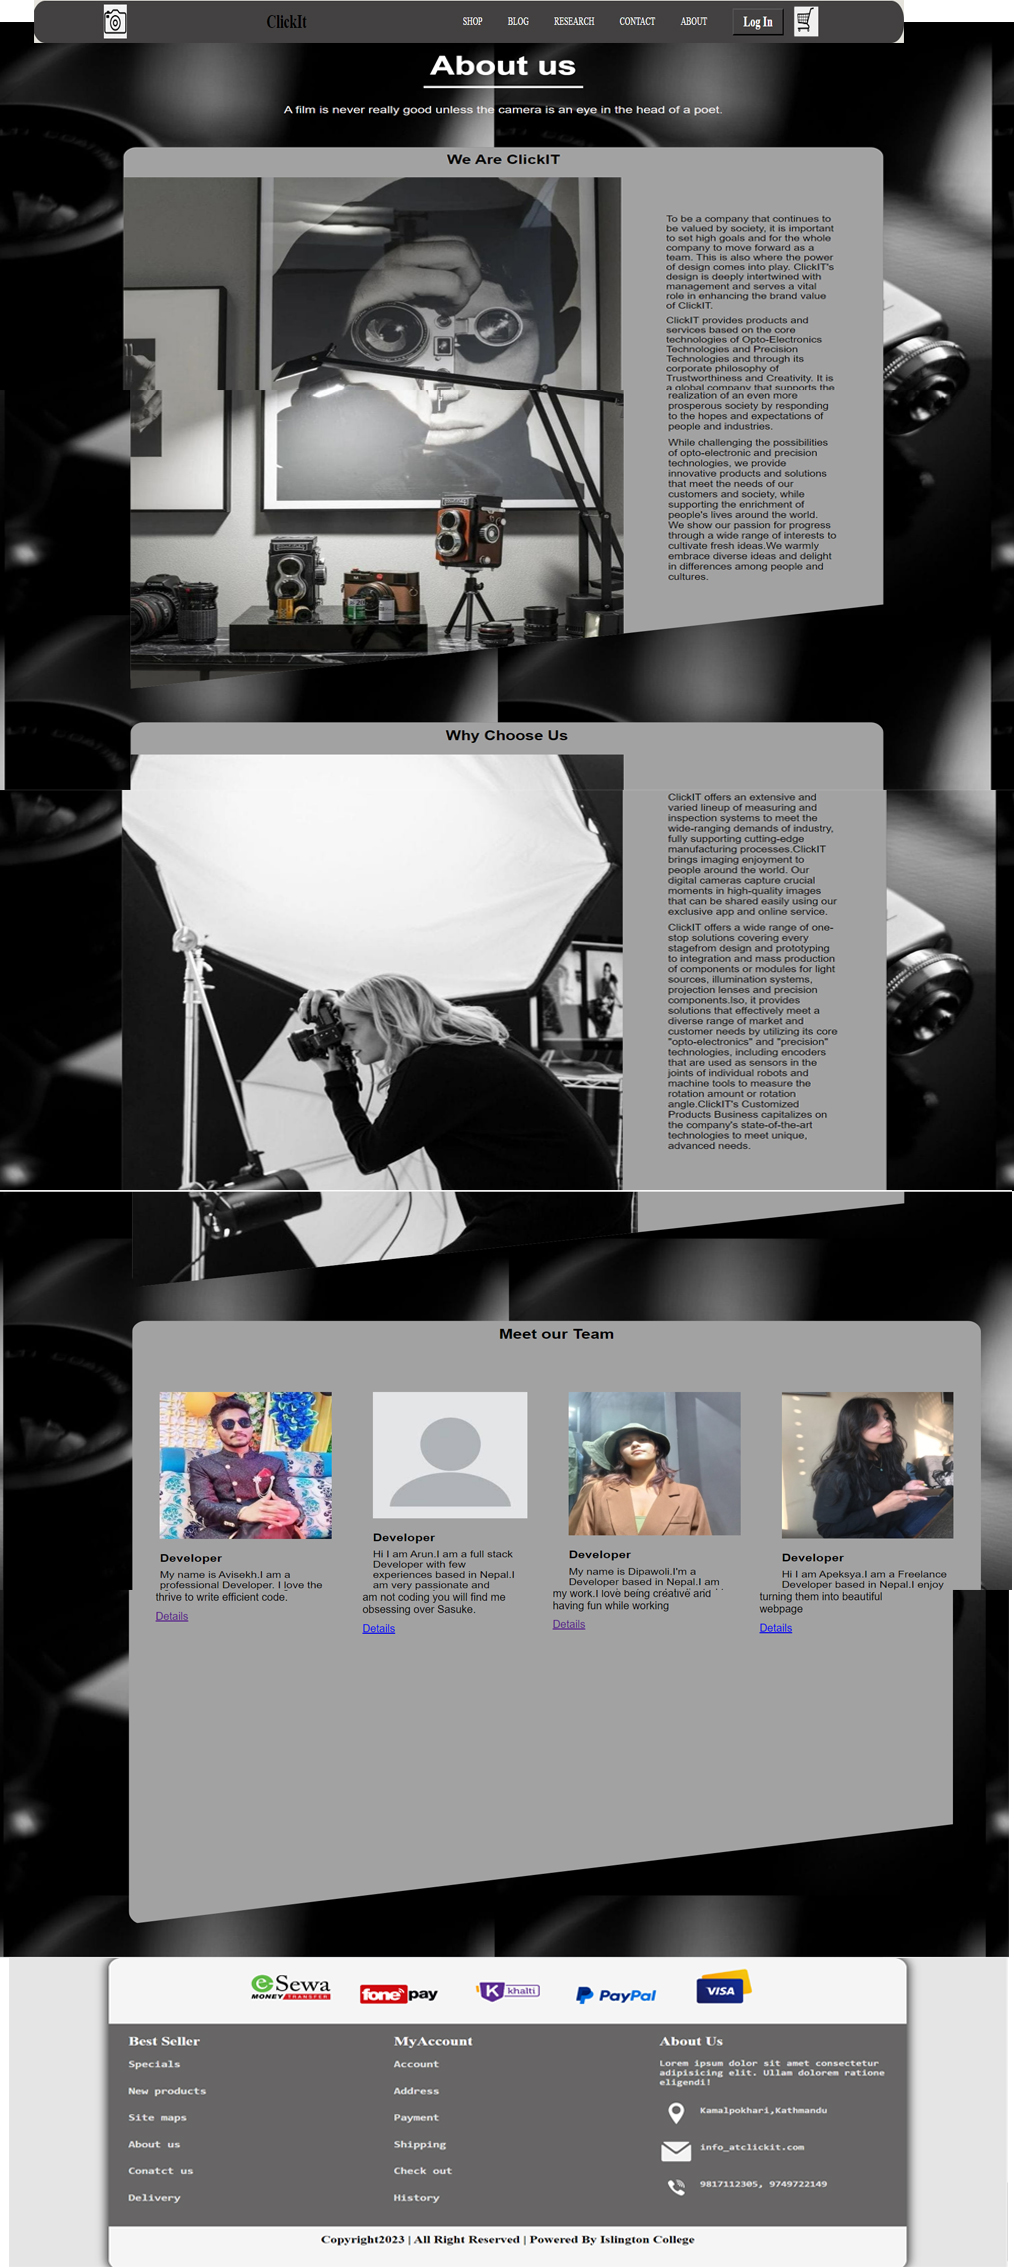 ClickIt
SHOP BLOG RESEARCH CONTACT ABOUT Log In
About us
A film is never really good unless the camera is an eye in the head of a poet.
We Are ClickIT
To be a company that continues to
be valued by society, it is important
to set high goals and for the whole
company to move forward as a
team. This is also where the power
of design comes into play. ClickIT's
design is deeply intertwined with
management and serves a vital
role in enhancing the brand value
of ClickIT.
ClickIT provides products and
services based on the core
technologies of Opto-Electronics
Technologies and Precision
Technologies and through its
corporate philosophy of
Trustworthiness and Creativity. It is
a global company that supports the
realization of an even more
prosperous society by responding
to the hopes and expectations of
people and industries.
While challenging the possibilities
of opto-electronic and precision
technologies, we provide
innovative products and solutions
that meet the needs of our
customers and society, while
supporting the enrichment of
people's lives around the world.
We show our passion for progress
through a wide range of interests to
cultivate fresh ideas.We warmly
embrace diverse ideas and delight
in differences among people and
cultures.
Why Choose Us
ClickIT offers an extensive and
varied lineup of measuring and
inspection systems to meet the
wide-ranging demands of industry,
fully supporting cutting-edge
manufacturing processes.ClickIT
brings imaging enjoyment to
people around the world. Our
digital cameras capture crucial
moments in high-quality images
that can be shared easily using our
exclusive app and online service.
ClickIT offers a wide range of one-
stop solutions covering every
stagefrom design and prototyping
to integration and mass production
of components or modules for light
sources, illumination systems,
projection lenses and precision
components.lso, it provides
solutions that effectively meet a
diverse range of market and
customer needs by utilizing its core
"opto-electronics" and "precision"
technologies, including encoders
that are used as sensors in the
joints of individual robots and
machine tools to measure the
rotation amount or rotation
angle.ClickIT's Customized
Products Business capitalizes on
the company's state-of-the-art
technologies to meet unique,
advanced needs.
Meet our Team
Developer
My name is Avisekh.I am a
professional Developer. I love the
thrive to write efficient code.
Details
Developer
Hi I am Arun.I am a full stack
Developer with few
experiences based in Nepal.I
am very passionate and
am not coding you will find me
obsessing over Sasuke.
Details
Developer
My name is Dipawoli.I'm a
Developer based in Nepal.I am
my work.I love being creative and
having fun while working
Details
Developer
Hi I am Apeksya.I am a Freelance
Developer based in Nepal.I enjoy
turning them into beautiful
webpage
Details
eSewa
MONEY TRANSFER
fonepay
khalti
PayPal
VISA
Best Seller
Specials
New products
Site maps
About us
Conatct us
Delivery
MyAccount
Account
Address
Payment
Shipping
Check out
History
About Us
Lorem ipsum dolor sit amet consectetur
adipisicing elit. Ullam dolorem ratione
eligendi!
Kamalpokhari,Kathmandu
info_atclickit.com
9817112305, 9749722149
Copyright2023 | All Right Reserved | Powered By Islington College